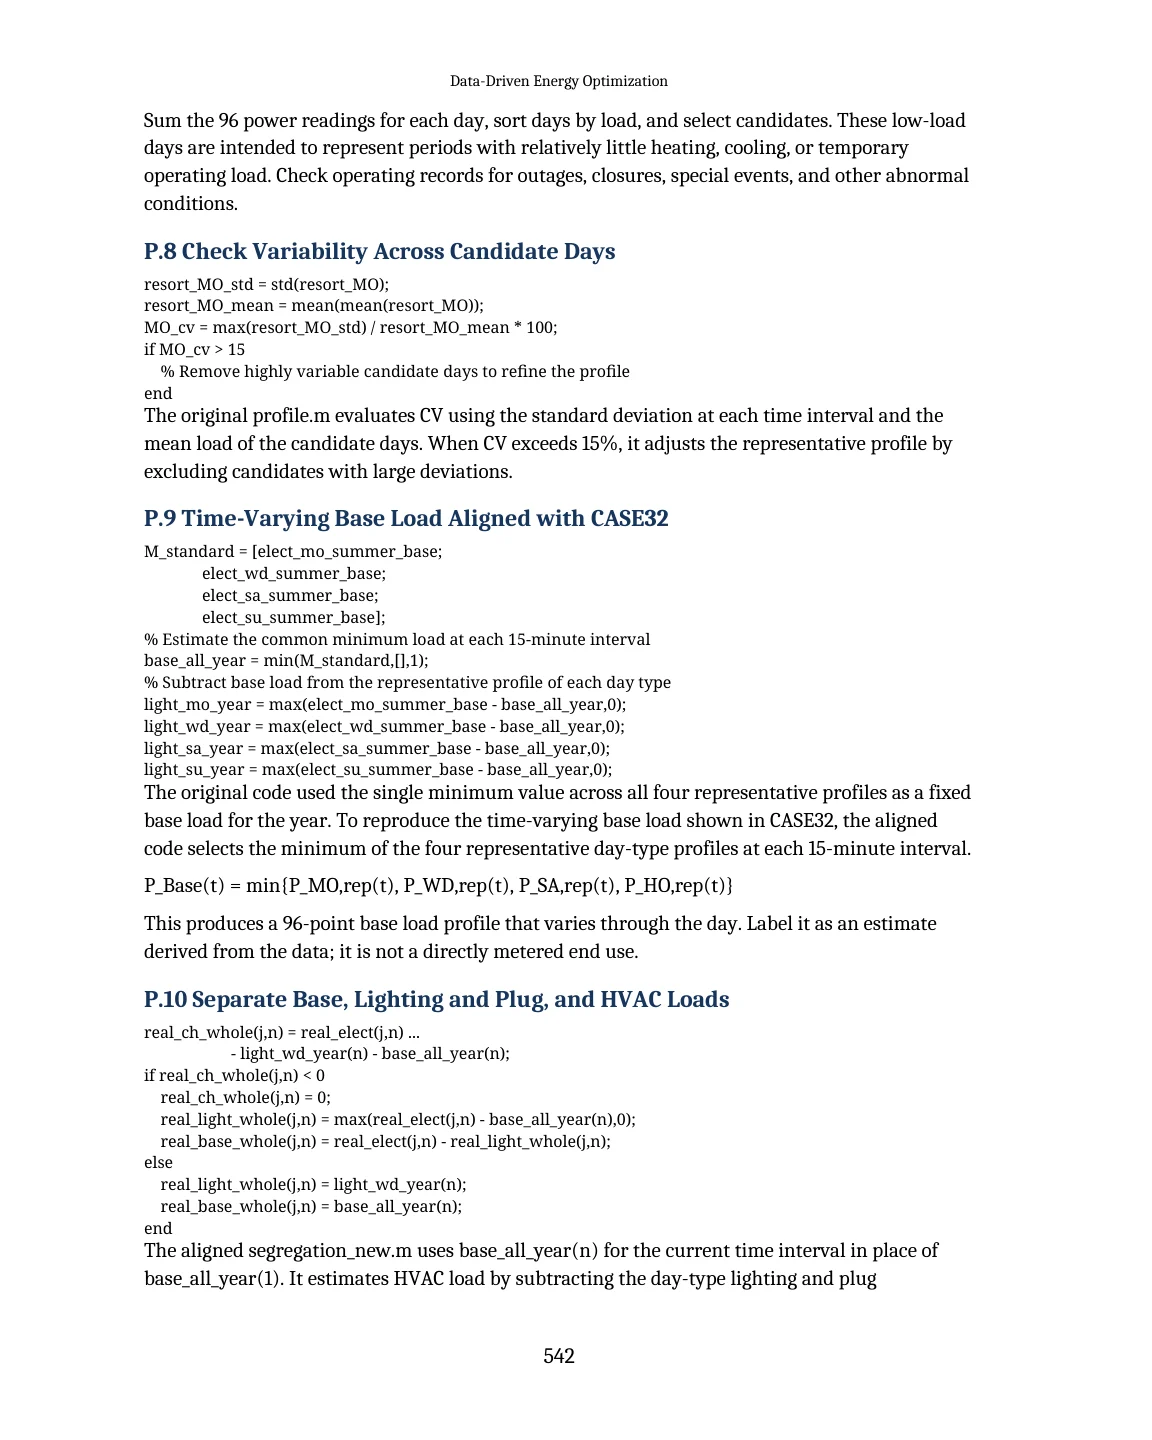 Data-Driven Energy Optimization
Sum the 96 power readings for each day, sort days by load, and select candidates. These low-load
days are intended to represent periods with relatively little heating, cooling, or temporary
operating load. Check operating records for outages, closures, special events, and other abnormal
conditions.
P.8 Check Variability Across Candidate Days
resort_MO_std = std(resort_MO);
resort_MO_mean = mean(mean(resort_MO));
MO_cv = max(resort_MO_std) / resort_MO_mean * 100;
if MO_cv > 15
    % Remove highly variable candidate days to refine the profile
end
The original profile.m evaluates CV using the standard deviation at each time interval and the
mean load of the candidate days. When CV exceeds 15%, it adjusts the representative profile by
excluding candidates with large deviations.
P.9 Time-Varying Base Load Aligned with CASE32
M_standard = [elect_mo_summer_base;
              elect_wd_summer_base;
              elect_sa_summer_base;
              elect_su_summer_base];
% Estimate the common minimum load at each 15-minute interval
base_all_year = min(M_standard,[],1);
% Subtract base load from the representative profile of each day type
light_mo_year = max(elect_mo_summer_base - base_all_year,0);
light_wd_year = max(elect_wd_summer_base - base_all_year,0);
light_sa_year = max(elect_sa_summer_base - base_all_year,0);
light_su_year = max(elect_su_summer_base - base_all_year,0);
The original code used the single minimum value across all four representative profiles as a fixed
base load for the year. To reproduce the time-varying base load shown in CASE32, the aligned
code selects the minimum of the four representative day-type profiles at each 15-minute interval.
P_Base(t) = min{P_MO,rep(t), P_WD,rep(t), P_SA,rep(t), P_HO,rep(t)}
This produces a 96-point base load profile that varies through the day. Label it as an estimate
derived from the data; it is not a directly metered end use.
P.10 Separate Base, Lighting and Plug, and HVAC Loads
real_ch_whole(j,n) = real_elect(j,n) ...
                     - light_wd_year(n) - base_all_year(n);
if real_ch_whole(j,n) < 0
    real_ch_whole(j,n) = 0;
    real_light_whole(j,n) = max(real_elect(j,n) - base_all_year(n),0);
    real_base_whole(j,n) = real_elect(j,n) - real_light_whole(j,n);
else
    real_light_whole(j,n) = light_wd_year(n);
    real_base_whole(j,n) = base_all_year(n);
end
The aligned segregation_new.m uses base_all_year(n) for the current time interval in place of
base_all_year(1). It estimates HVAC load by subtracting the day-type lighting and plug
542